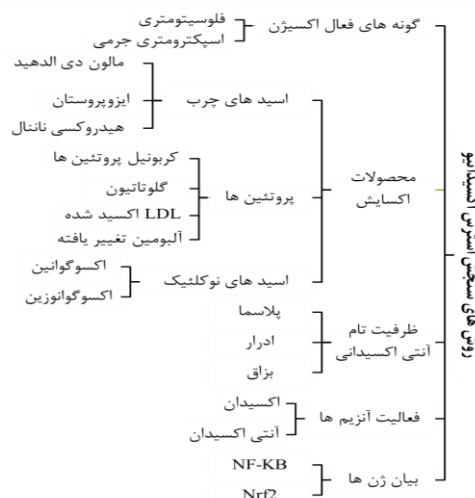 روش های سنجش استرس اکسیداتیو
گونه های فعال اکسیژن
فلوسیتومتری
اسپکترومتری جرمی
محصولات
اکسایش
اسید های چرب
مالون دی الدهید
ایزوپروستان
هیدروکسی ناننال
پروتئین ها
کربونیل پروتئین ها
گلوتاتیون
LDL اکسید شده
آلبومین تغییر یافته
اسید های نوکلئیک
اکسوگوانین
اکسوگوانوزین
ظرفیت تام
آنتی اکسیدانی
پلاسما
ادرار
بزاق
فعالیت آنزیم ها
اکسیدان
آنتی اکسیدان
بیان ژن ها
NF-KB
Nrf2